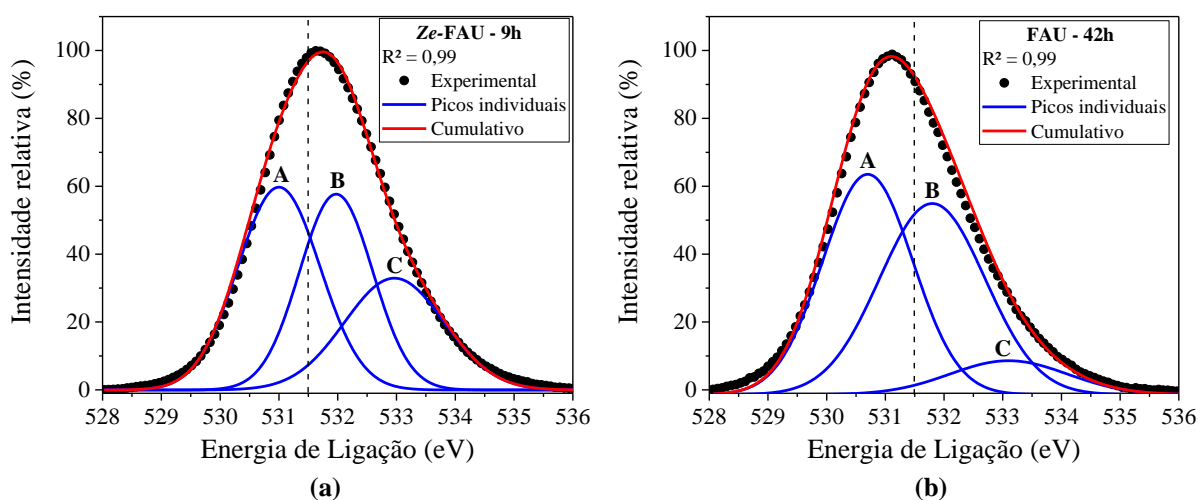 Ze-FAU - 9h
R² = 0,99
Experimental
Picos individuais
Cumulativo
A
B
C
100
80
60
40
20
0
Intensidade relativa (%)
528 529 530 531 532 533 534 535 536
Energia de Ligação (eV)
(a)
FAU - 42h
R² = 0,99
Experimental
Picos individuais
Cumulativo
A
B
C
100
80
60
40
20
0
Intensidade relativa (%)
528 529 530 531 532 533 534 535 536
Energia de Ligação (eV)
(b)